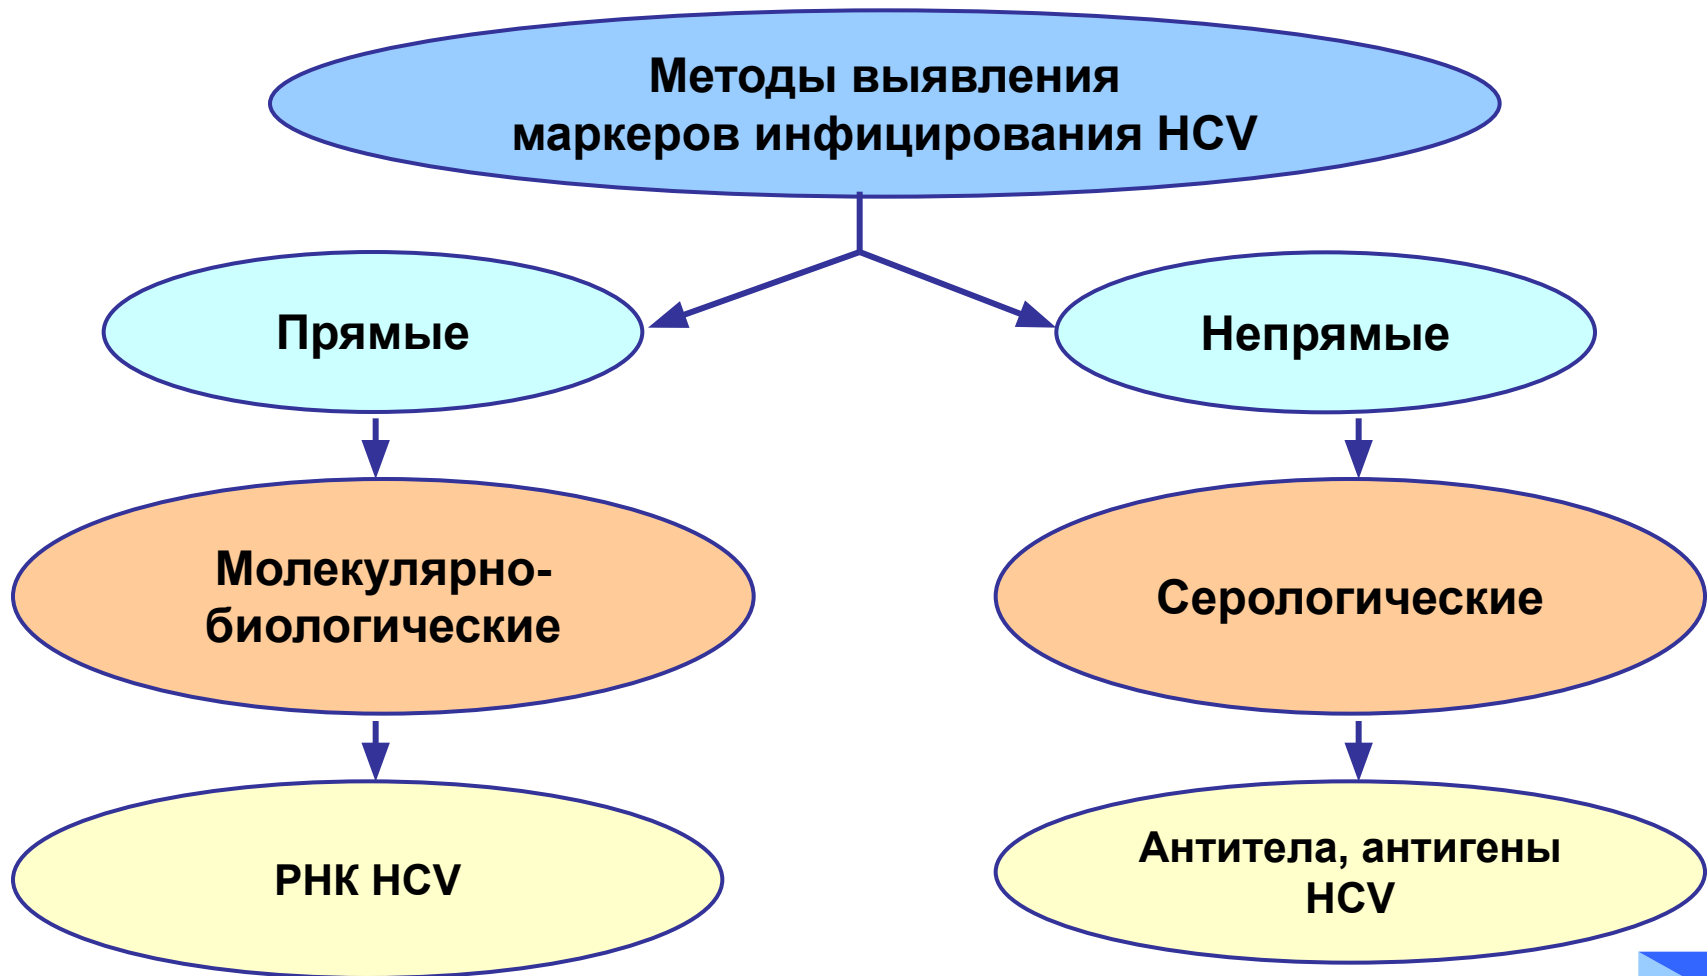 Методы выявления
маркеров инфицирования HCV
Прямые
Непрямые
Молекулярно-
биологические
Серологические
РНК HCV
Антитела, антигены
HCV